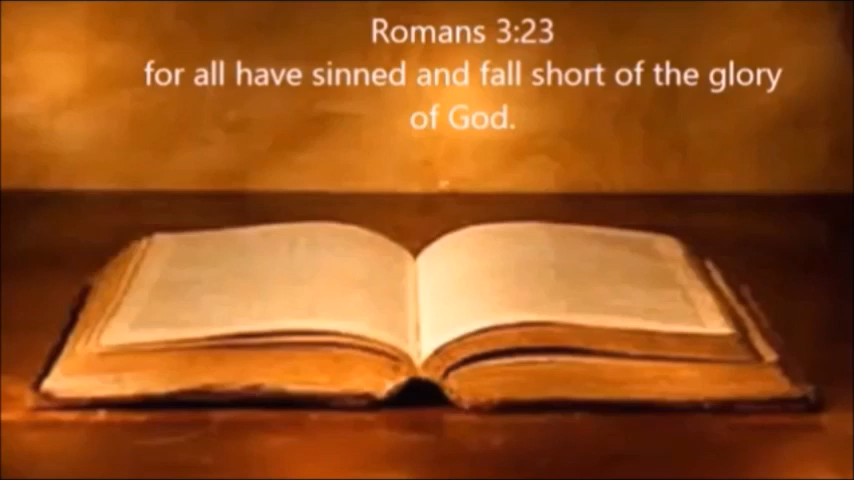 Romans 3:23
for all have sinned and fall short of the glory
of God.